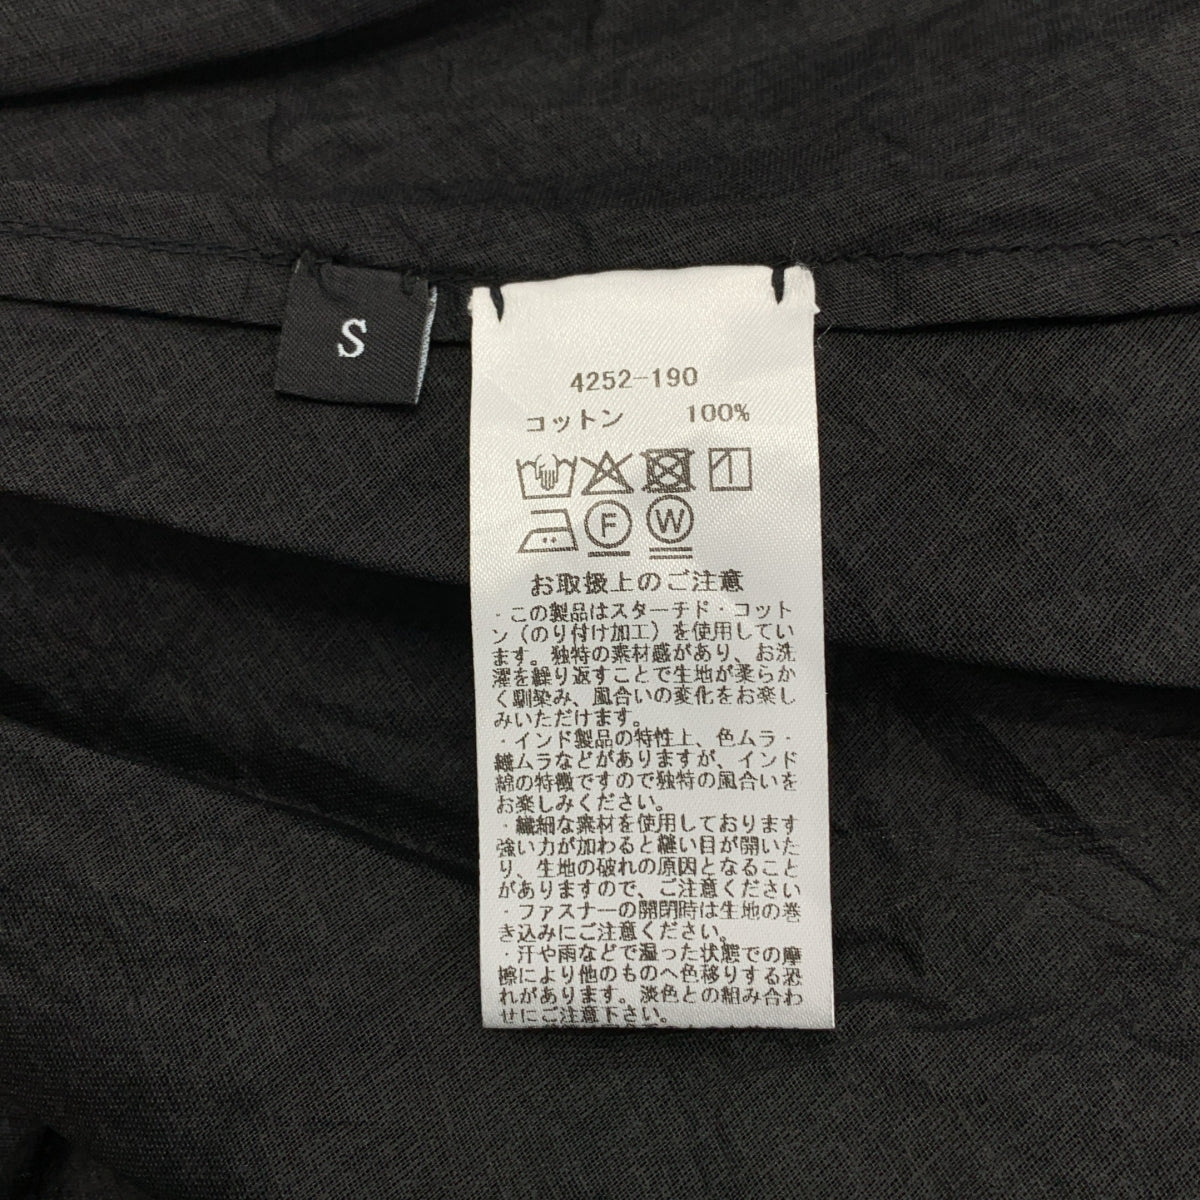 S
4252-190
コットン 100%
F W
お取扱上のご注意
・この製品はスターチド・コット
ン（のり付け加工）を使用してい
ます。独特の素材感があり、お洗
濯を繰り返すことで生地が柔らか
く馴染み、風合いの変化をお楽し
みいただけます。
・インド製品の特性上、色ムラ・
織ムラなどがありますが、インド
綿の特徴ですので独特の風合いを
お楽しみください。
・繊細な素材を使用しております
強い力が加わると縫い目が開いた
り、生地の破れの原因となること
がありますので、ご注意ください
・ファスナーの開閉時は生地の巻
き込みにご注意ください。
・汗や雨などで湿った状態での摩
擦により他のものへ色移りする恐
れがあります。淡色との組み合わ
せにご注意下さい。